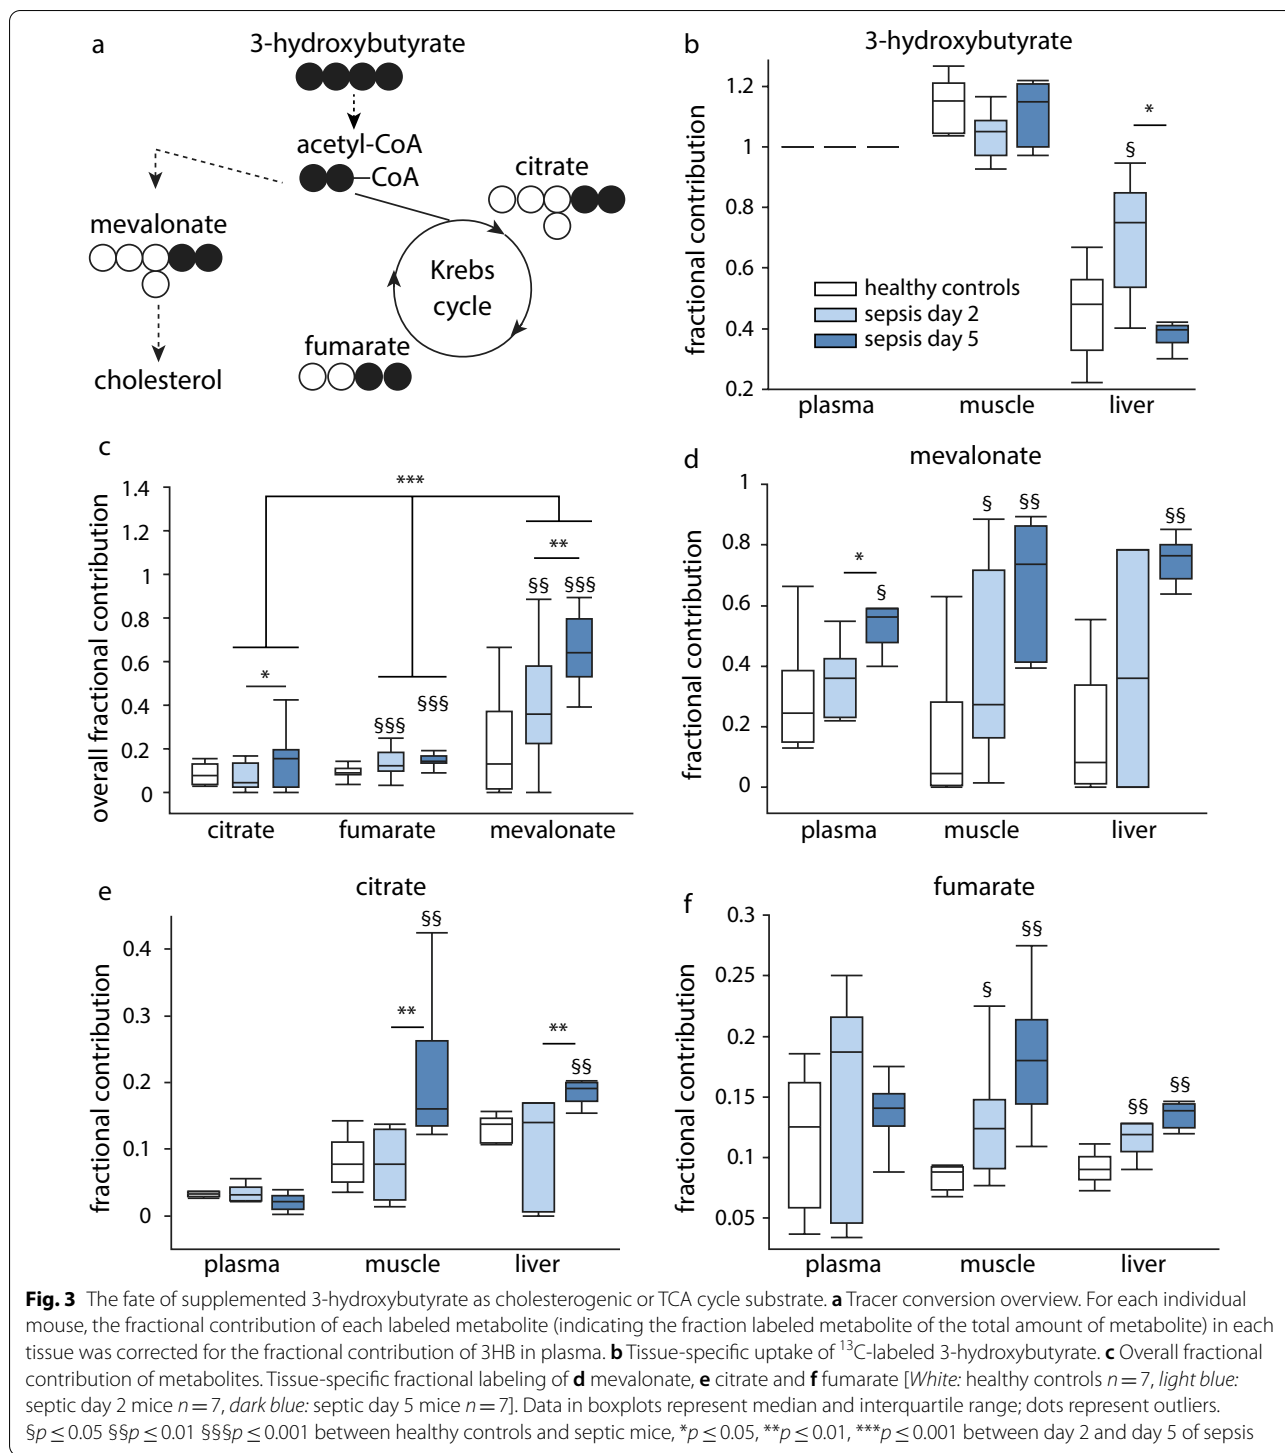 a
3-hydroxybutyrate
acetyl-CoA
CoA
citrate
mevalonate
Krebs
cycle
fumarate
cholesterol
b
3-hydroxybutyrate
fractional contribution
1.2
1
0.8
0.6
0.4
0.2
§
*
healthy controls
sepsis day 2
sepsis day 5
plasma muscle liver
c
overall fractional contribution
1.4
1.2
1
0.8
0.6
0.4
0.2
0
***
**
§§ §§§
*
§§§ §§§
citrate fumarate mevalonate
d
mevalonate
fractional contribution
1
0.8
0.6
0.4
0.2
0
§ §§ §§
*
§
plasma muscle liver
e
citrate
fractional contribution
0.4
0.3
0.2
0.1
0
§§
** **
§§
plasma muscle liver
f
fumarate
fractional contribution
0.3
0.25
0.2
0.15
0.1
0.05
§§
§
§§ §§
plasma muscle liver
Fig. 3 The fate of supplemented 3-hydroxybutyrate as cholesterogenic or TCA cycle substrate. a Tracer conversion overview. For each individual
mouse, the fractional contribution of each labeled metabolite (indicating the fraction labeled metabolite of the total amount of metabolite) in each
tissue was corrected for the fractional contribution of 3HB in plasma. b Tissue-specific uptake of ¹³C-labeled 3-hydroxybutyrate. c Overall fractional
contribution of metabolites. Tissue-specific fractional labeling of d mevalonate, e citrate and f fumarate [White: healthy controls n = 7, light blue:
septic day 2 mice n = 7, dark blue: septic day 5 mice n = 7]. Data in boxplots represent median and interquartile range; dots represent outliers.
§p ≤ 0.05 §§p ≤ 0.01 §§§p ≤ 0.001 between healthy controls and septic mice, *p ≤ 0.05, **p ≤ 0.01, ***p ≤ 0.001 between day 2 and day 5 of sepsis